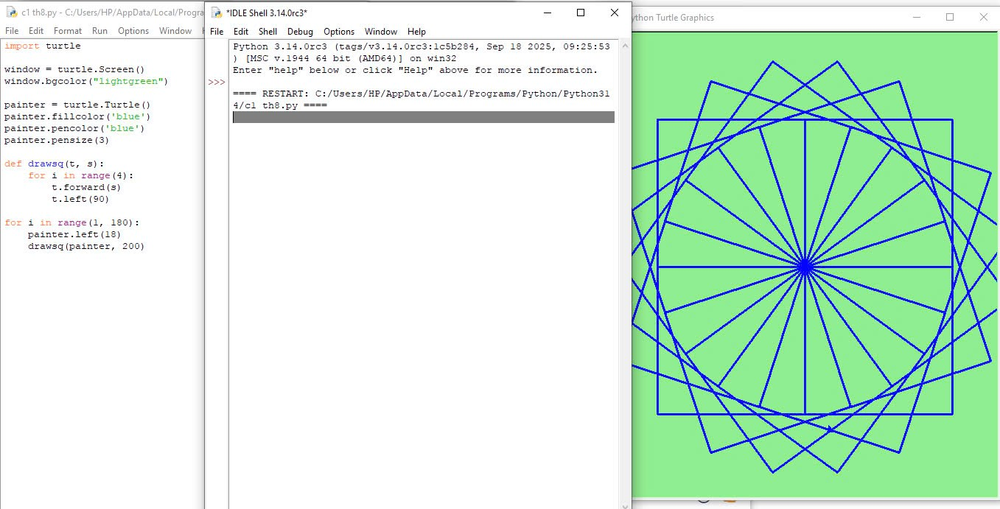 c1 th8.py - C:/Users/HP/AppData/Local/Progra
File Edit Format Run Options Window
import turtle
window = turtle.Screen()
window.bgcolor("lightgreen")
painter = turtle.Turtle()
painter.fillcolor('blue')
painter.pencolor('blue')
painter.pensize(3)
def drawsq(t, s):
    for i in range(4):
        t.forward(s)
        t.left(90)
for i in range(1, 180):
    painter.left(18)
    drawsq(painter, 200)
*IDLE Shell 3.14.0rc3*
File Edit Shell Debug Options Window Help
Python 3.14.0rc3 (tags/v3.14.0rc3:1c5b284, Sep 18 2025, 09:25:53
) [MSC v.1944 64 bit (AMD64)] on win32
Enter "help" below or click "Help" above for more information.
>>>
==== RESTART: C:/Users/HP/AppData/Local/Programs/Python/Python31
4/c1 th8.py ====
ython Turtle Graphics